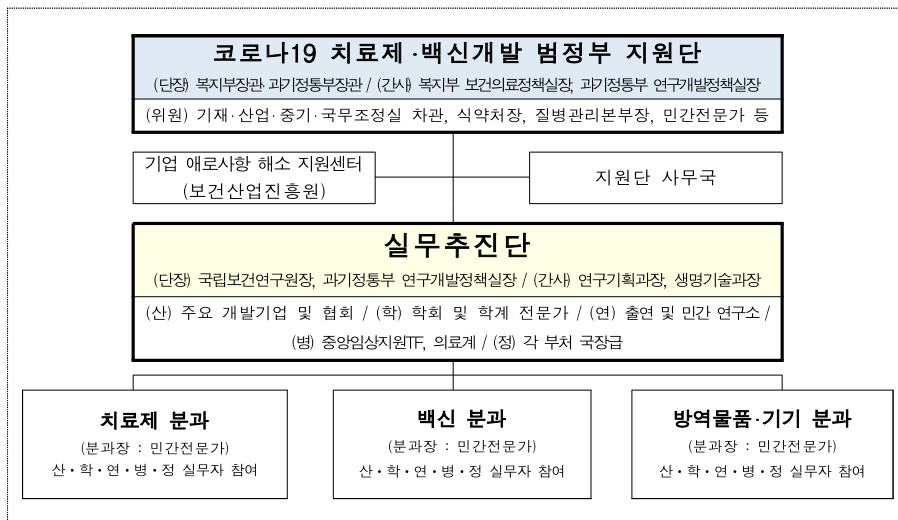 코로나19 치료제·백신개발 범정부 지원단
(단장) 복지부장관·과기정통부장관 / (간사) 복지부 보건의료정책실장, 과기정통부 연구개발정책실장
(위원) 기재·산업·중기·국무조정실 차관, 식약처장, 질병관리본부장, 민간전문가 등
기업 애로사항 해소 지원센터
(보건산업진흥원)
지원단 사무국
실무추진단
(단장) 국립보건연구원장, 과기정통부 연구개발정책실장 / (간사) 연구기획과장, 생명기술과장
(산) 주요 개발기업 및 협회 / (학) 학회 및 학계 전문가 / (연) 출연 및 민간 연구소 /
(병) 중앙임상지원TF, 의료계 / (정) 각 부처 국장급
치료제 분과
(분과장 : 민간전문가)
산·학·연·병·정 실무자 참여
백신 분과
(분과장 : 민간전문가)
산·학·연·병·정 실무자 참여
방역물품·기기 분과
(분과장 : 민간전문가)
산·학·연·병·정 실무자 참여